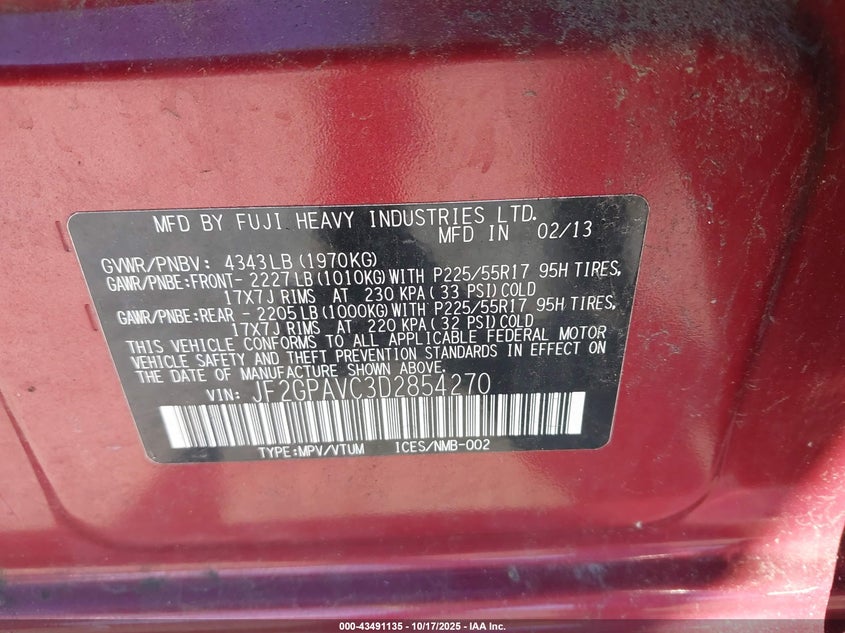 MFD BY FUJI HEAVY INDUSTRIES LTD.
MFD IN 02/13
GVWR/PNBV: 4343LB (1970KG)
GAWR/PNBE:FRONT- 2227LB (1010KG) WITH P225/55R17 95H TIRES,
17X7J RIMS AT 230 KPA( 33 PSI) COLD
GAWR/PNBE:REAR - 2205LB (1000KG) WITH P225/55R17 95H TIRES,
17X7J RIMS AT 220 KPA( 32 PSI) COLD
THIS VEHICLE CONFORMS TO ALL APPLICABLE FEDERAL MOTOR
VEHICLE SAFETY AND THEFT PREVENTION STANDARDS IN EFFECT ON
THE DATE OF MANUFACTURE SHOWN ABOVE.
VIN: JF2GPAVC3D2854270
TYPE:MPV/VTUM ICES/NMB-002
000-43491135 - 10/17/2025 - IAA Inc.